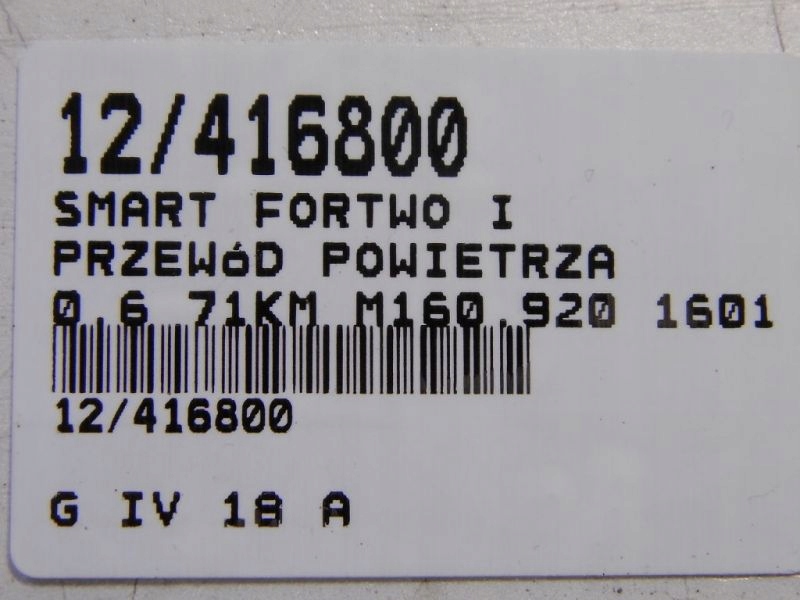 12/416800
SMART FORTWO I
PRZEWóD POWIETRZA
0.6 71KM M160.920 1601
12/416800
G IV 18 A